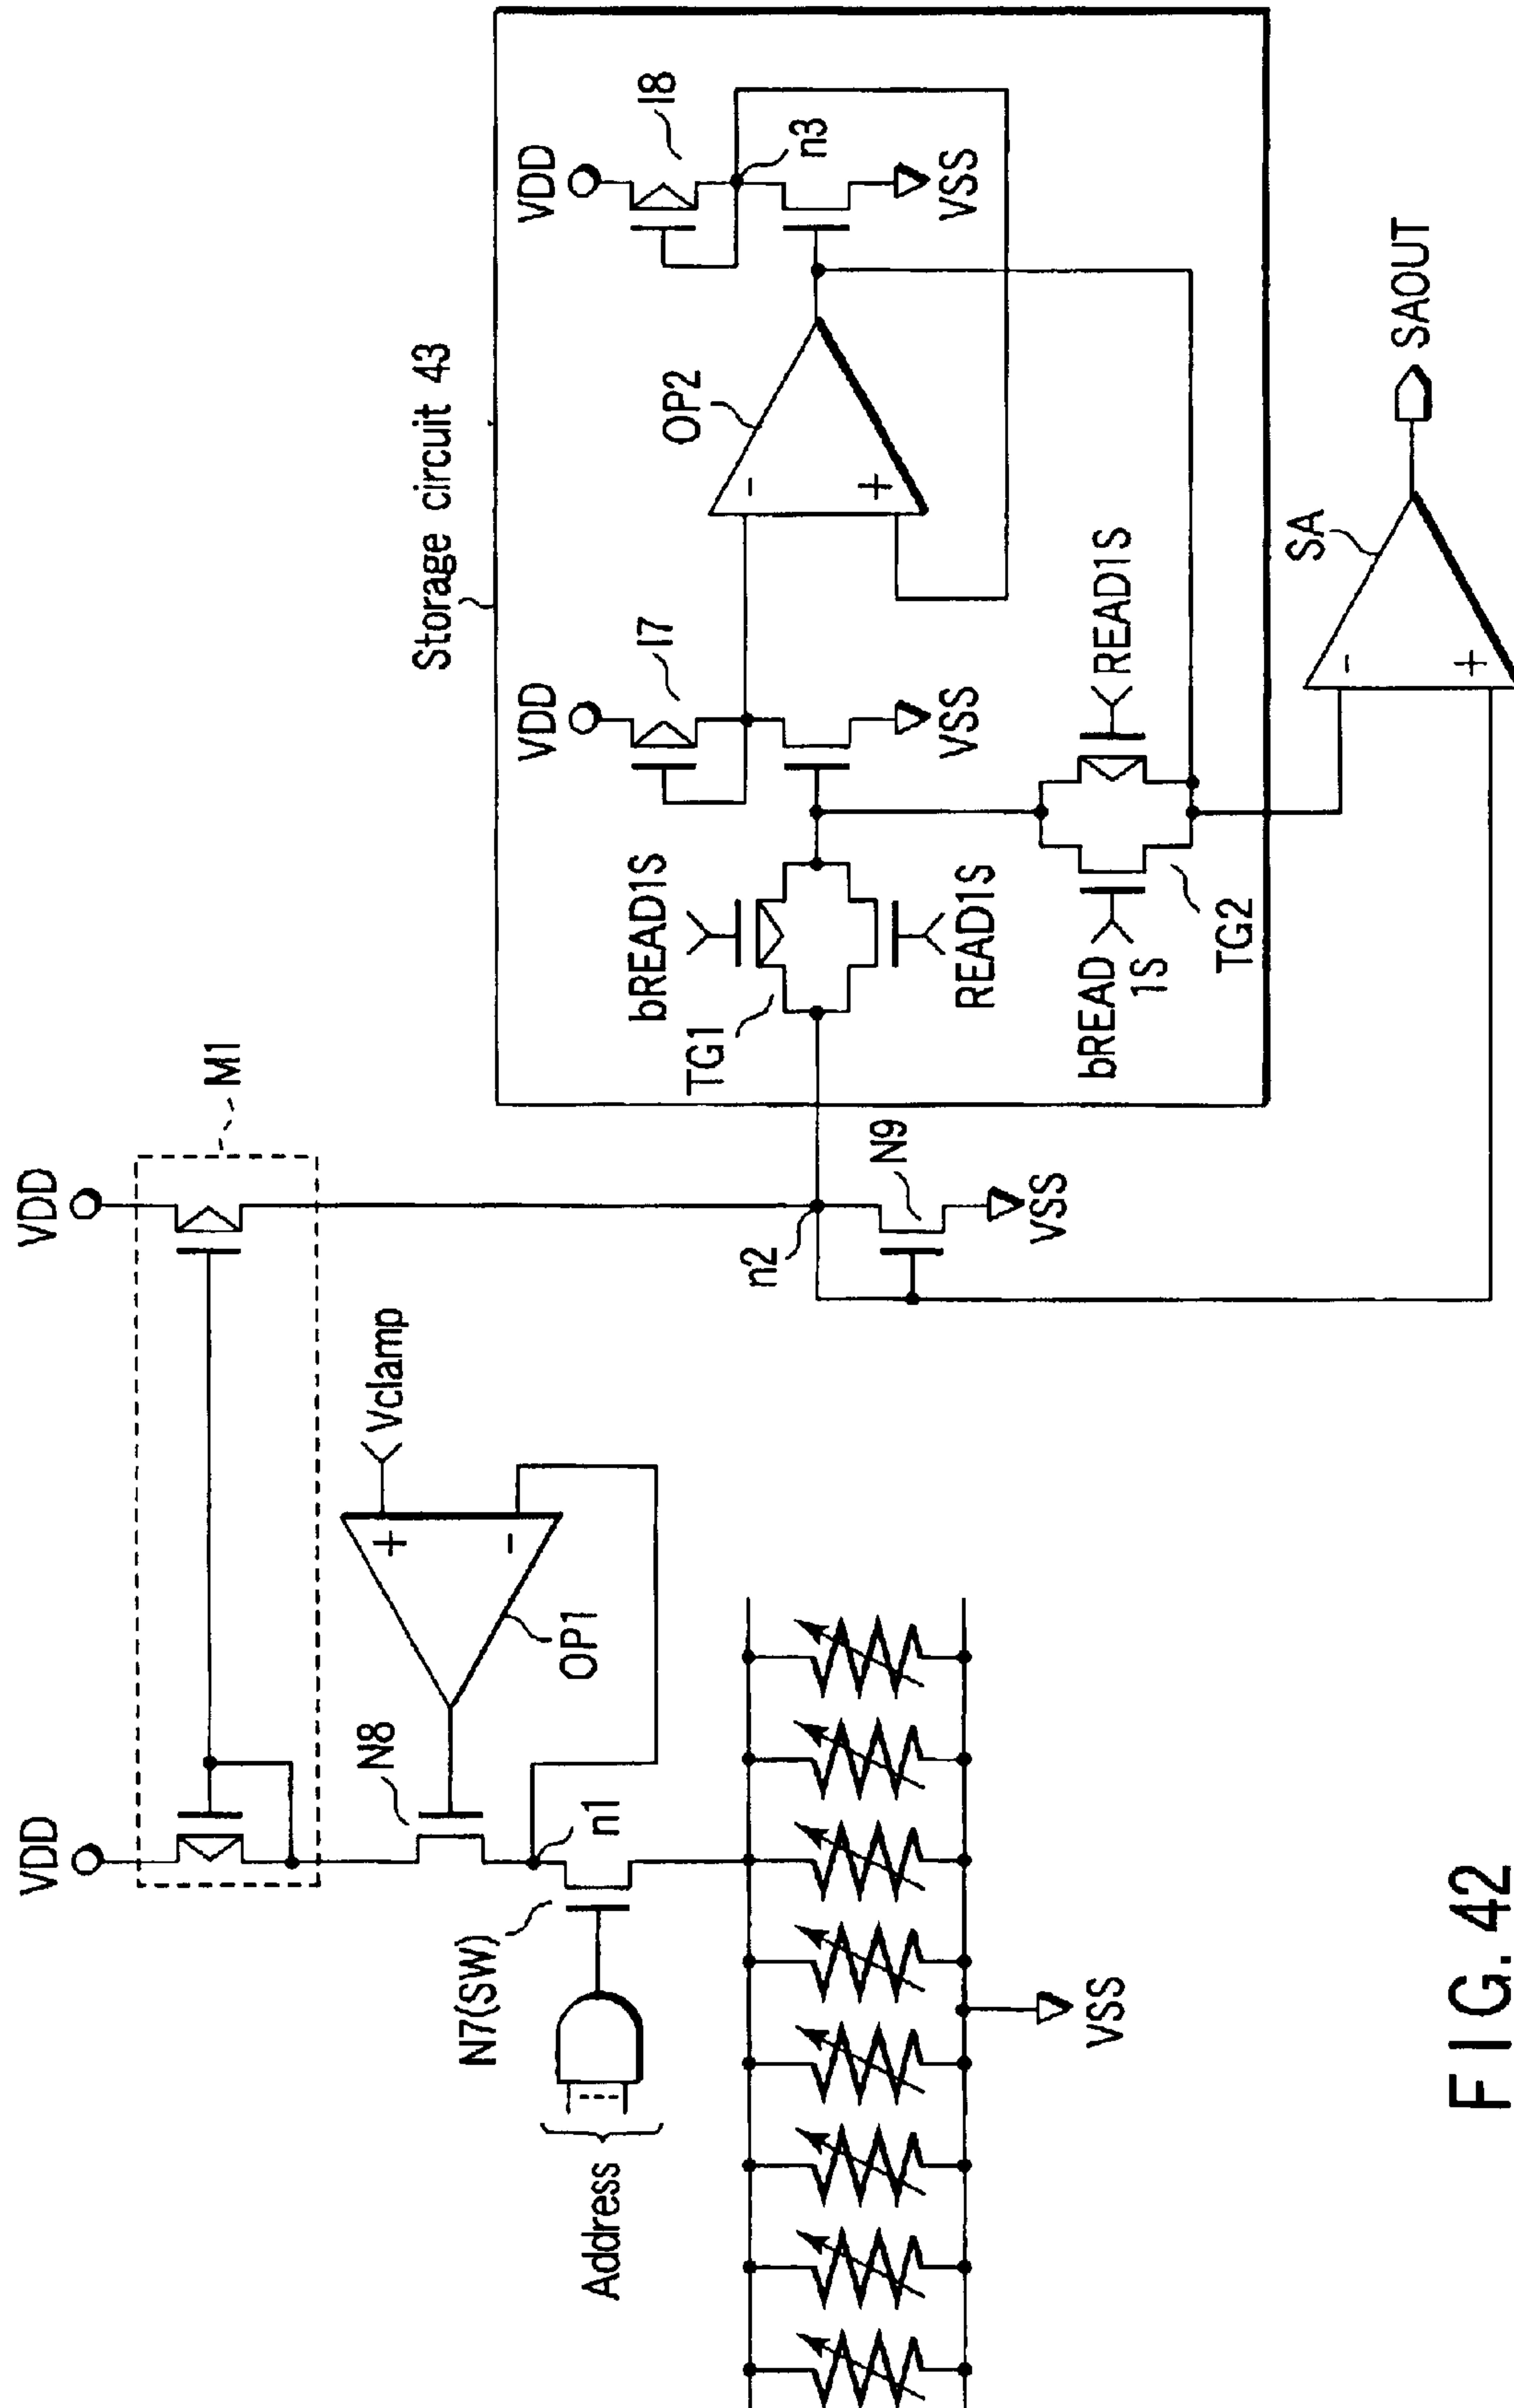 VDD
VDD
M1
N8
OP1
Vclamp
+
-
n1
N7(SW)
Address
VSS
n2
N9
VSS
Storage circuit 43
VDD
I7
VDD
I8
n3
OP2
-
+
VSS
VSS
bREAD1S
TG1
READ1S
bREAD
1S
TG2
READ1S
SA
-
+
SAOUT
FIG. 42